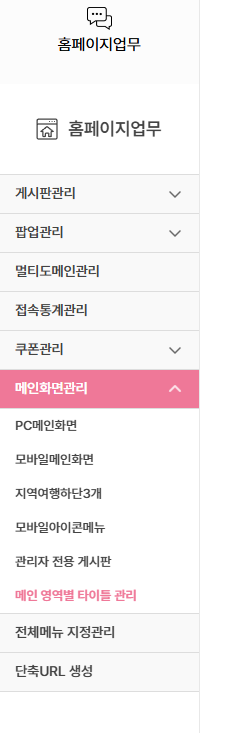 홈페이지업무
홈페이지업무
게시판관리
팝업관리
멀티도메인관리
접속통계관리
쿠폰관리
메인화면관리
PC메인화면
모바일메인화면
지역여행하단3개
모바일아이콘메뉴
관리자 전용 게시판
메인 영역별 타이틀 관리
전체메뉴 지정관리
단축URL 생성